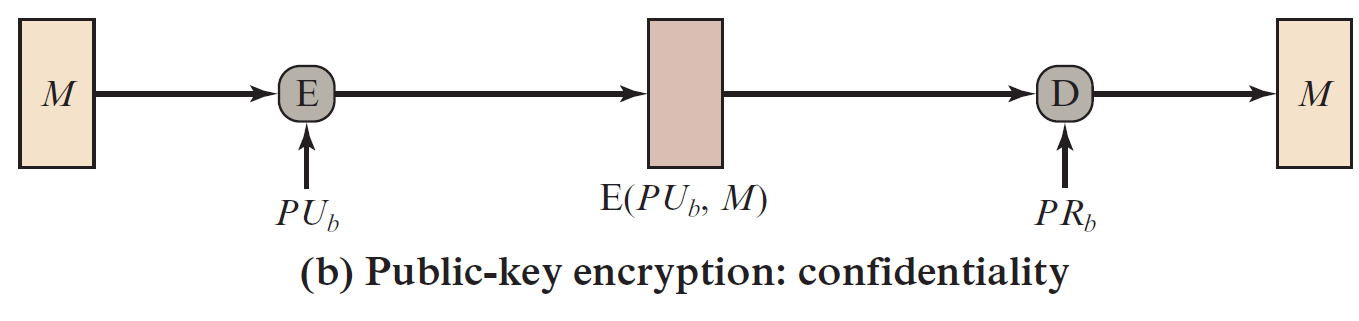 M E D M
PU_b E(PU_b, M) PR_b
(b) Public-key encryption: confidentiality